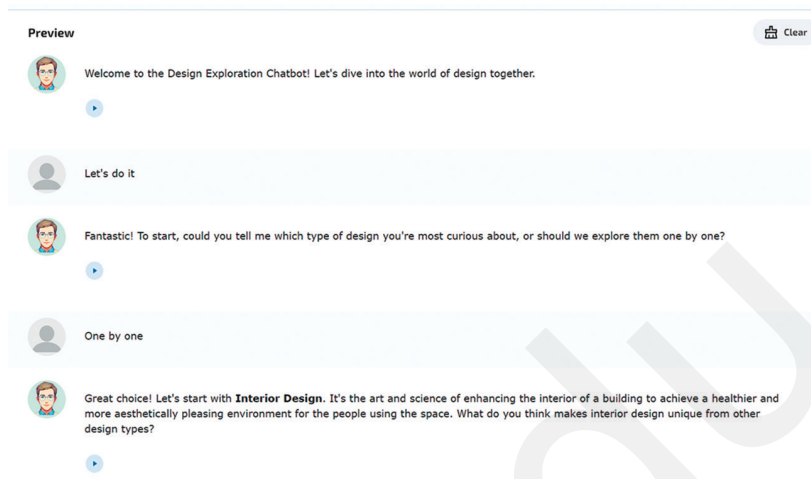 Preview
Clear
Welcome to the Design Exploration Chatbot! Let's dive into the world of design together.
Let's do it
Fantastic! To start, could you tell me which type of design you're most curious about, or should we explore them one by one?
One by one
Great choice! Let's start with Interior Design. It's the art and science of enhancing the interior of a building to achieve a healthier and
more aesthetically pleasing environment for the people using the space. What do you think makes interior design unique from other
design types?